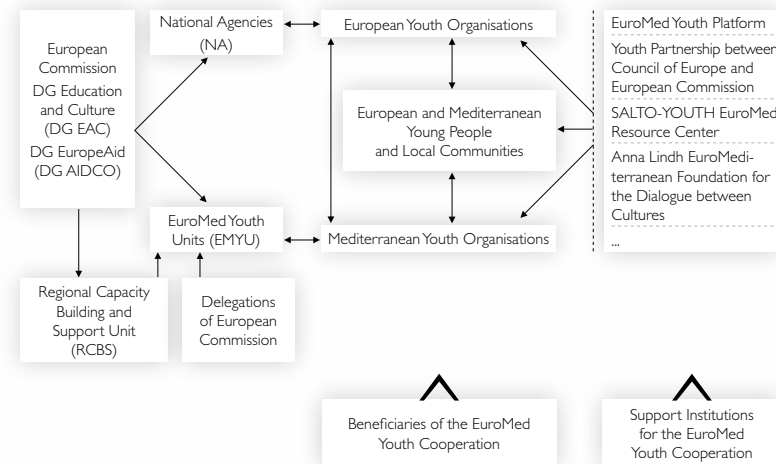 European
Commission
DG Education
and Culture
(DG EAC)
DG EuropeAid
(DG AIDCO)
National Agencies
(NA)
European Youth Organisations
European and Mediterranean
Young People
and Local Communities
EuroMed Youth
Units (EMYU)
Mediterranean Youth Organisations
Regional Capacity
Building and
Support Unit
(RCBS)
Delegations
of European
Commission
EuroMed Youth Platform
Youth Partnership between
Council of Europe and
European Commission
SALTO-YOUTH EuroMed
Resource Center
Anna Lindh EuroMedi-
terranean Foundation for
the Dialogue between
Cultures
...
Beneficiaries of the EuroMed
Youth Cooperation
Support Institutions
for the EuroMed
Youth Cooperation